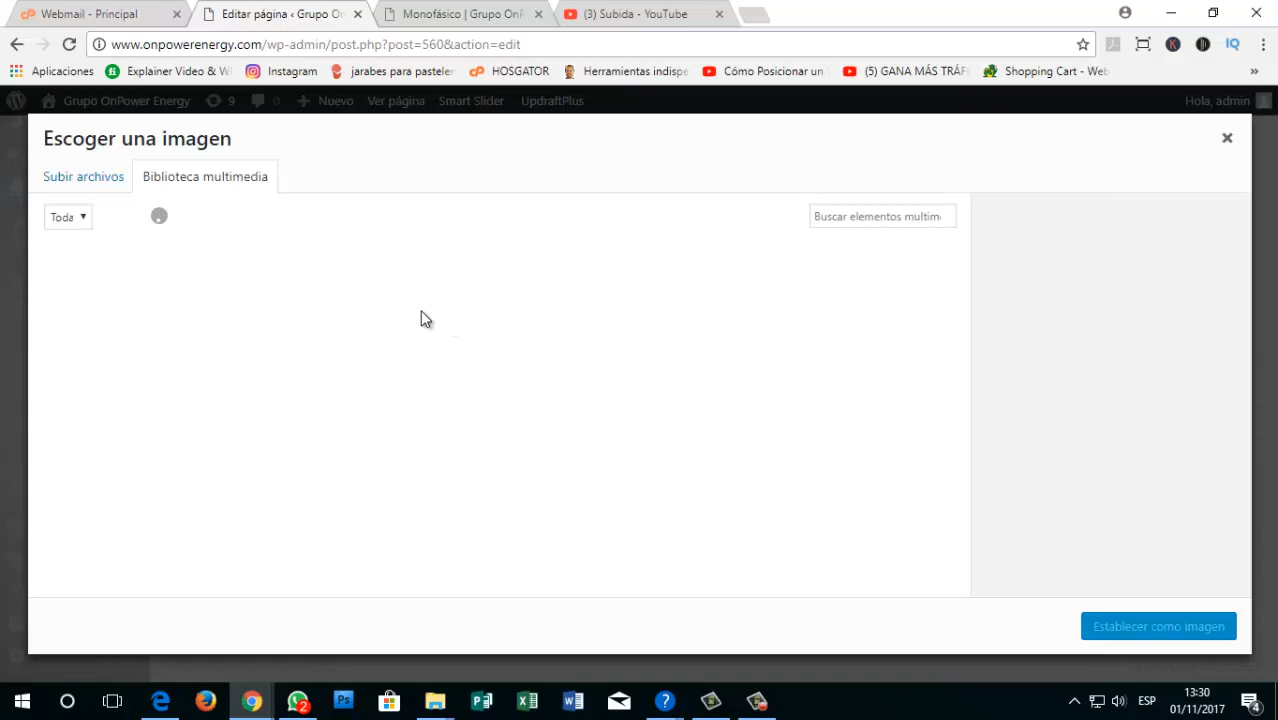 Webmail - Principal
Editar página ‹ Grupo On
Monofásico | Grupo OnP
(3) Subida - YouTube
www.onpowerenergy.com/wp-admin/post.php?post=560&action=edit
Aplicaciones
Explainer Video & Wi
Instagram
jarabes para pasteler
HOSGATOR
Herramientas indispe
Cómo Posicionar un
(5) GANA MÁS TRÁF
Shopping Cart - Web
»
Grupo OnPower Energy
9
0
Nuevo
Ver página
Smart Slider
UpdraftPlus
Hola, admin
Escoger una imagen
Subir archivos
Biblioteca multimedia
Toda
Buscar elementos multim
Establecer como imagen
ESP
13:30
01/11/2017